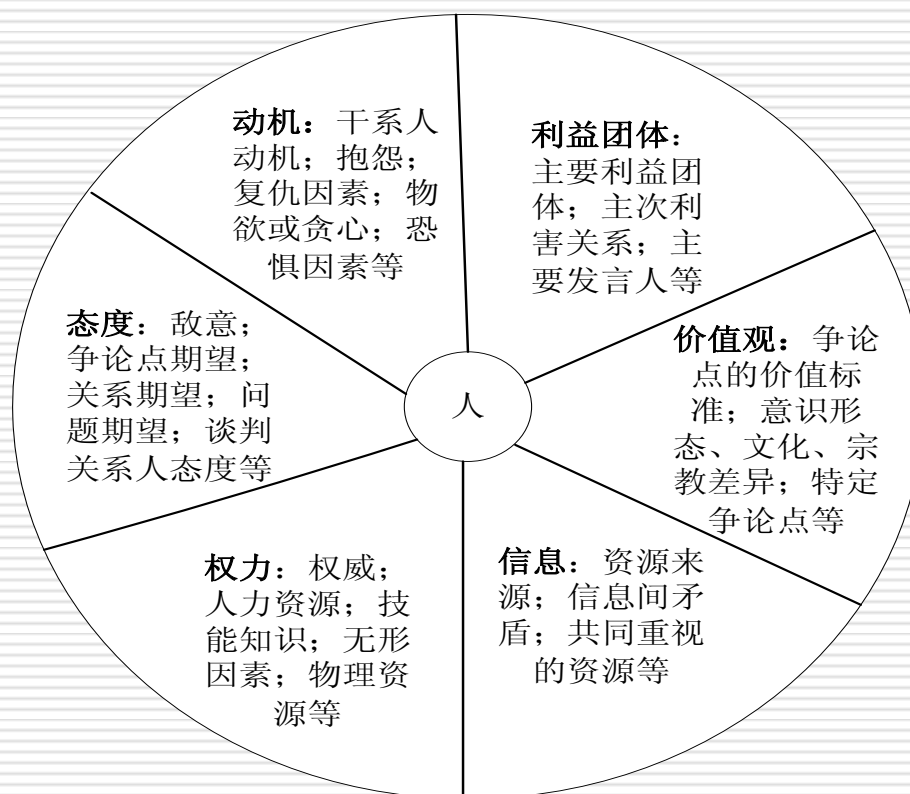 动机：干系人
动机；抱怨；
复仇因素；物
欲或贪心；恐
惧因素等
利益团体：
主要利益团
体；主次利
害关系；主
要发言人等
态度：敌意；
争论点期望；
关系期望；问
题期望；谈判
关系人态度等
人
价值观：争论
点的价值标
准；意识形
态、文化、宗
教差异；特定
争论点等
权力：权威；
人力资源；技
能知识；无形
因素；物理资
源等
信息：资源来
源；信息间矛
盾；共同重视
的资源等